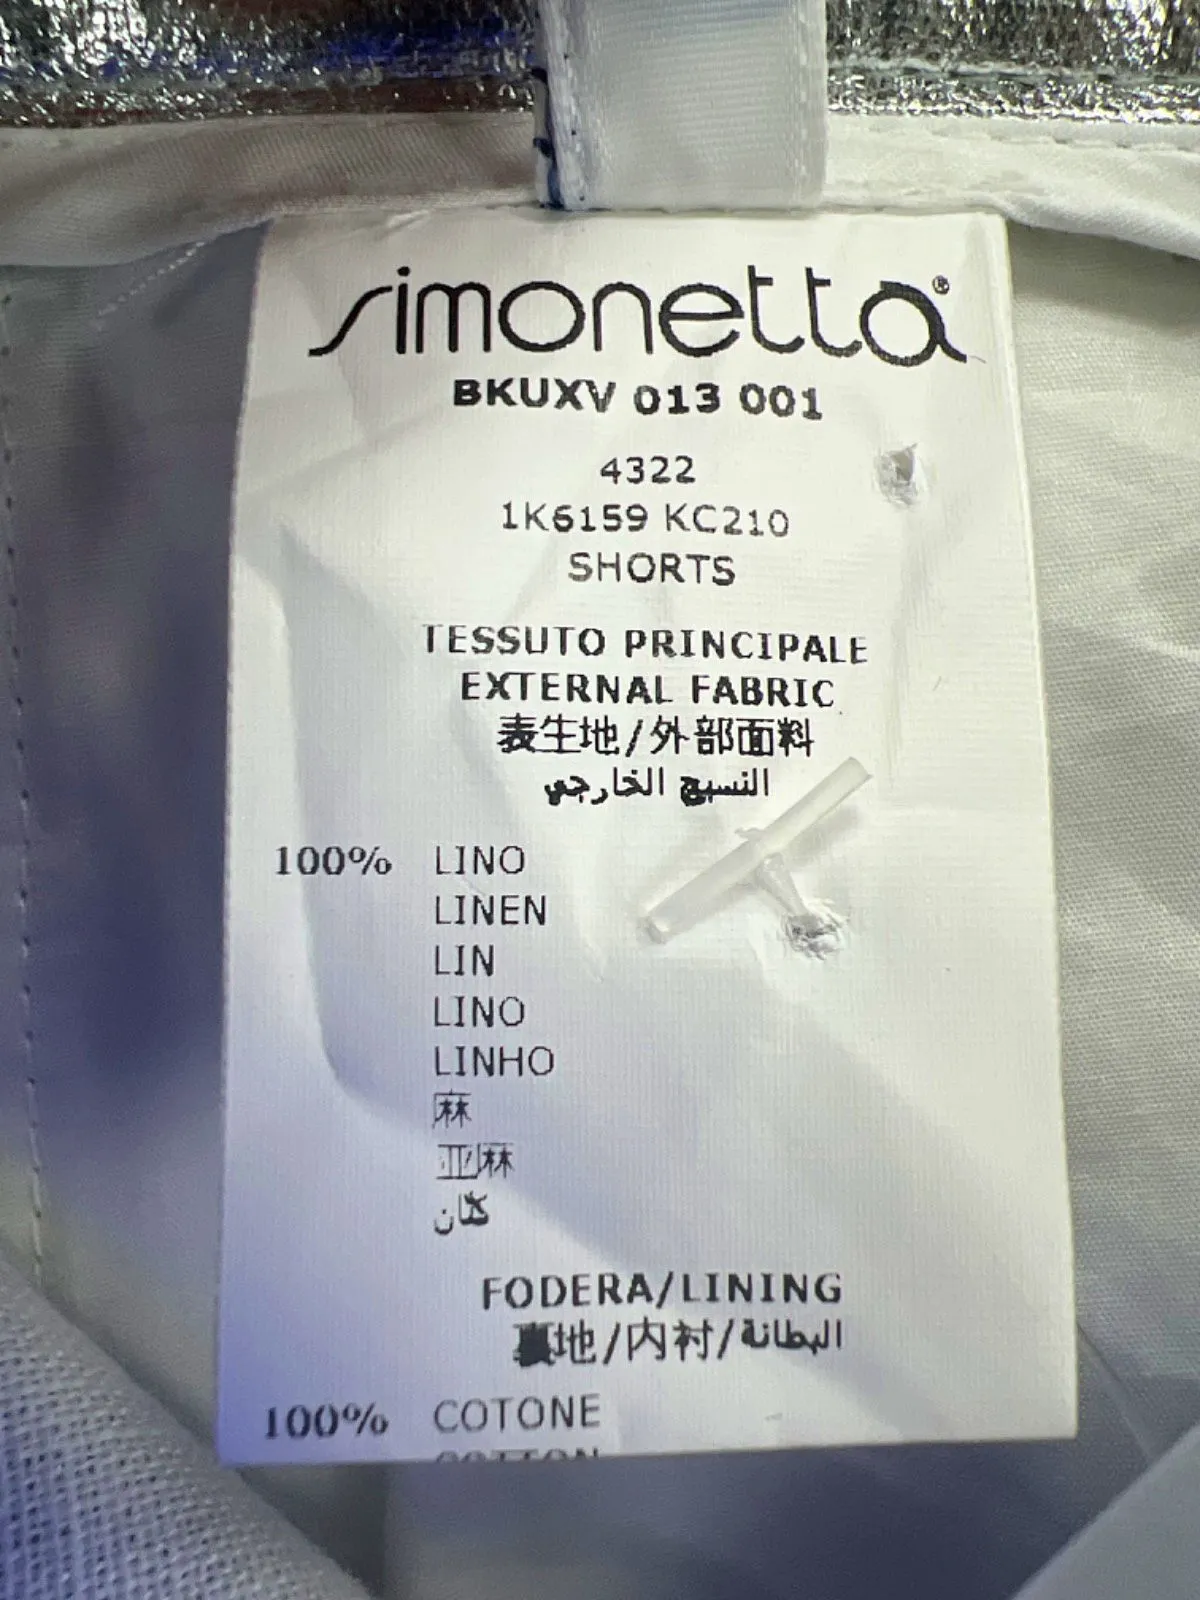 simonetta®
BKUXV 013 001
4322
1K6159 KC210
SHORTS
TESSUTO PRINCIPALE
EXTERNAL FABRIC
表生地/外部面料
النسيج الخارجي
100% LINO
LINEN
LIN
LINO
LINHO
麻
亚麻
كتان
FODERA/LINING
裏地/内衬/البطانة
100% COTONE
COTTON